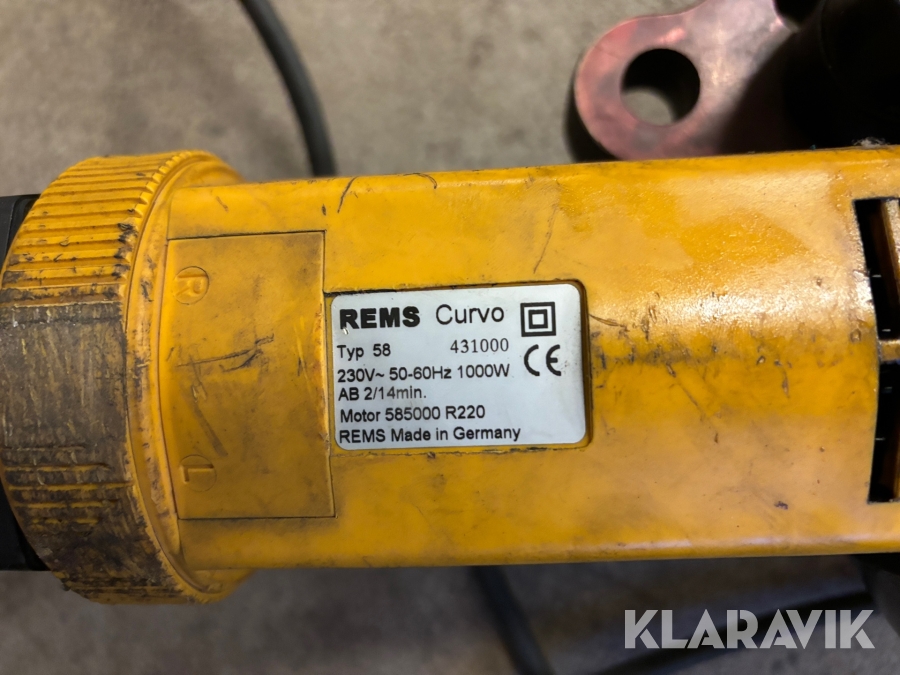 R
L
REMS Curvo
Typ 58 431000
230V~ 50-60Hz 1000W
AB 2/14min.
Motor 585000 R220
REMS Made in Germany
CE
KLARAVIK